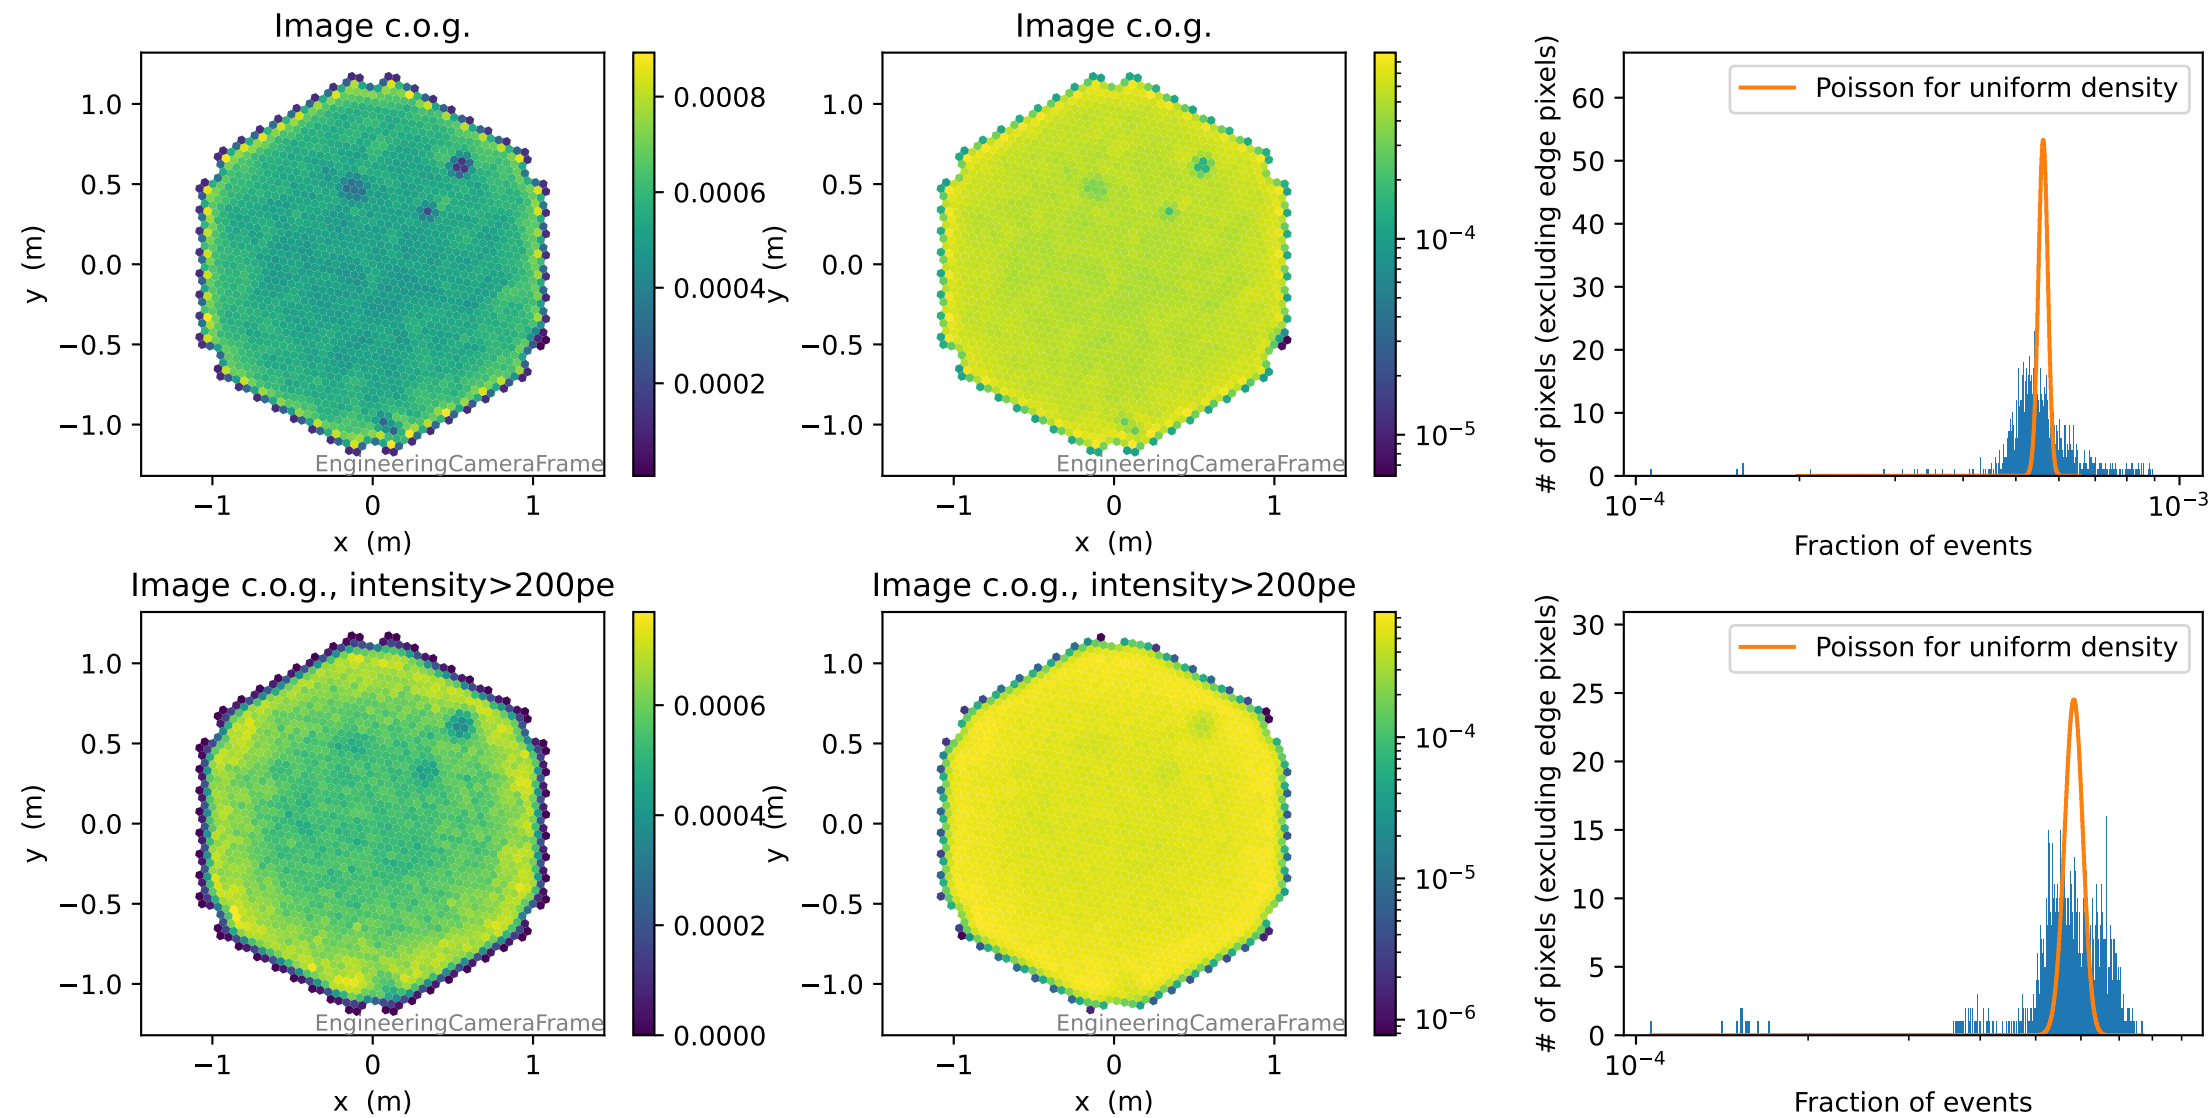 Image c.o.g.
1.0
0.5
0.0
−0.5
−1.0
y (m)
−1
0
1
x (m)
EngineeringCameraFrame
0.0008
0.0006
0.0004
0.0002
Image c.o.g.
1.0
0.5
0.0
−0.5
−1.0
y (m)
−1
0
1
x (m)
EngineeringCameraFrame
10⁻⁴
10⁻⁵
# of pixels (excluding edge pixels)
60
50
40
30
20
10
0
Poisson for uniform density
10⁻⁴
10⁻³
Fraction of events
Image c.o.g., intensity>200pe
1.0
0.5
0.0
−0.5
−1.0
y (m)
−1
0
1
x (m)
EngineeringCameraFrame
0.0006
0.0004
0.0002
0.0000
Image c.o.g., intensity>200pe
1.0
0.5
0.0
−0.5
−1.0
y (m)
−1
0
1
x (m)
EngineeringCameraFrame
10⁻⁴
10⁻⁵
10⁻⁶
# of pixels (excluding edge pixels)
30
25
20
15
10
5
0
Poisson for uniform density
10⁻⁴
Fraction of events